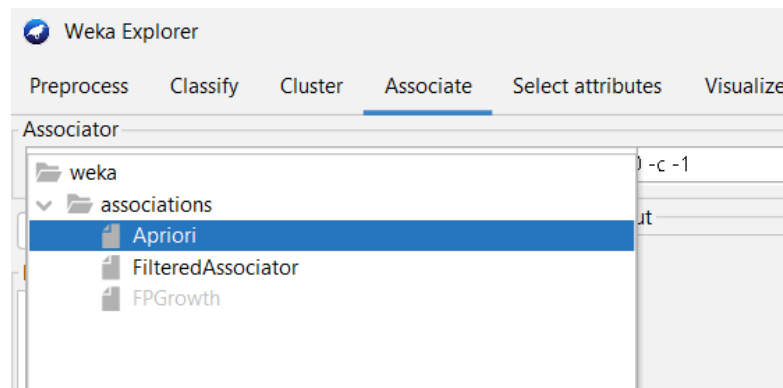 Weka Explorer
Preprocess Classify Cluster Associate Select attributes Visualize
Associator
weka
-c -1
associations
ut
Apriori
FilteredAssociator
FPGrowth